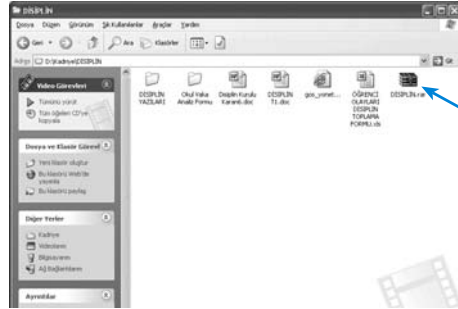 DİSİPLİN
Dosya Düzen Görünüm Sık Kullanılanlar Araçlar Yardım
Geri Ara Klasörler
Adres D:\Kadriye\DİSİPLİN Git
Video Görevleri
Tümünü yürüt
Tüm öğeleri CD'ye kopyala
Dosya ve Klasör Görevl
Yeni klasör oluştur
Bu klasörü Web'de yayımla
Bu klasörü paylaş
Diğer Yerler
Kadriye
Videolarım
Bilgisayarım
Ağ Bağlantılarım
Ayrıntılar
DİSİPLİN
YAZILARI
Okul Vaka
Analiz Formu
Disiplin Kurulu
Kararılı.doc
DİSİPLİN
T1.doc
ÖĞRENCİ
OLAYLARI
DİSİPLİN
TOPLAMA
FORMU.xls
DİSİPLİN.rar